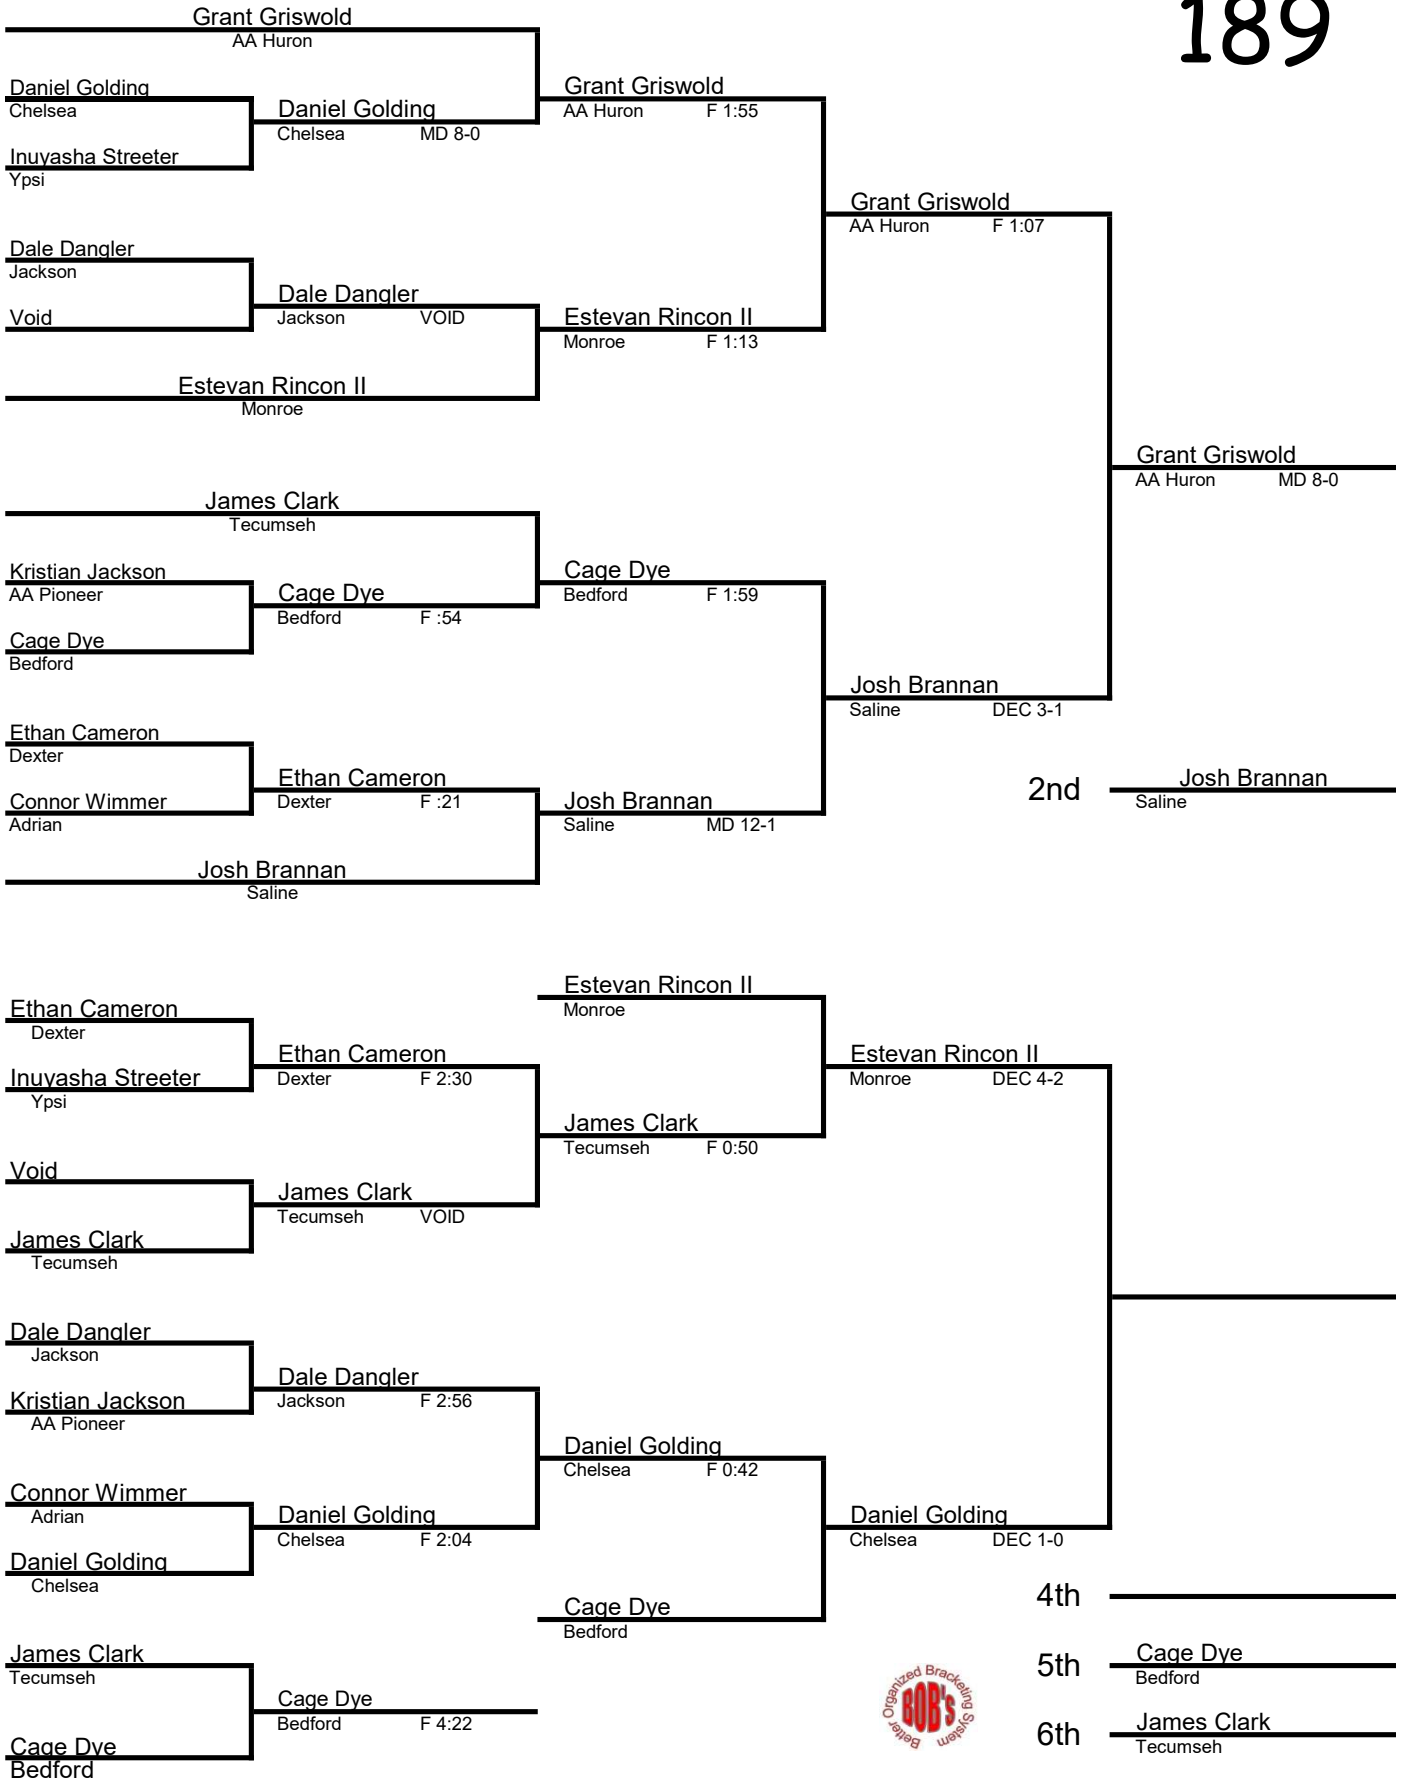 189
Grant Griswold
AA Huron
Daniel Golding
Chelsea
Inuyasha Streeter
Ypsi
Daniel Golding
Chelsea MD 8-0
Grant Griswold
AA Huron F 1:55
Dale Dangler
Jackson
Void
Dale Dangler
Jackson VOID
Estevan Rincon II
Monroe
Estevan Rincon II
Monroe F 1:13
Grant Griswold
AA Huron F 1:07
Grant Griswold
AA Huron MD 8-0
James Clark
Tecumseh
Kristian Jackson
AA Pioneer
Cage Dye
Bedford
Cage Dye
Bedford F :54
Cage Dye
Bedford F 1:59
Ethan Cameron
Dexter
Connor Wimmer
Adrian
Ethan Cameron
Dexter F :21
Josh Brannan
Saline
Josh Brannan
Saline MD 12-1
Josh Brannan
Saline DEC 3-1
2nd Josh Brannan
Saline
Ethan Cameron
Dexter
Inuyasha Streeter
Ypsi
Ethan Cameron
Dexter F 2:30
Void
James Clark
Tecumseh
James Clark
Tecumseh VOID
Estevan Rincon II
Monroe
James Clark
Tecumseh F 0:50
Estevan Rincon II
Monroe DEC 4-2
Dale Dangler
Jackson
Kristian Jackson
AA Pioneer
Dale Dangler
Jackson F 2:56
Connor Wimmer
Adrian
Daniel Golding
Chelsea
Daniel Golding
Chelsea F 2:04
Daniel Golding
Chelsea F 0:42
Cage Dye
Bedford
Daniel Golding
Chelsea DEC 1-0
James Clark
Tecumseh
Cage Dye
Bedford
Cage Dye
Bedford F 4:22
Better Organized Bracketing System
BOB's
4th
5th Cage Dye
Bedford
6th James Clark
Tecumseh